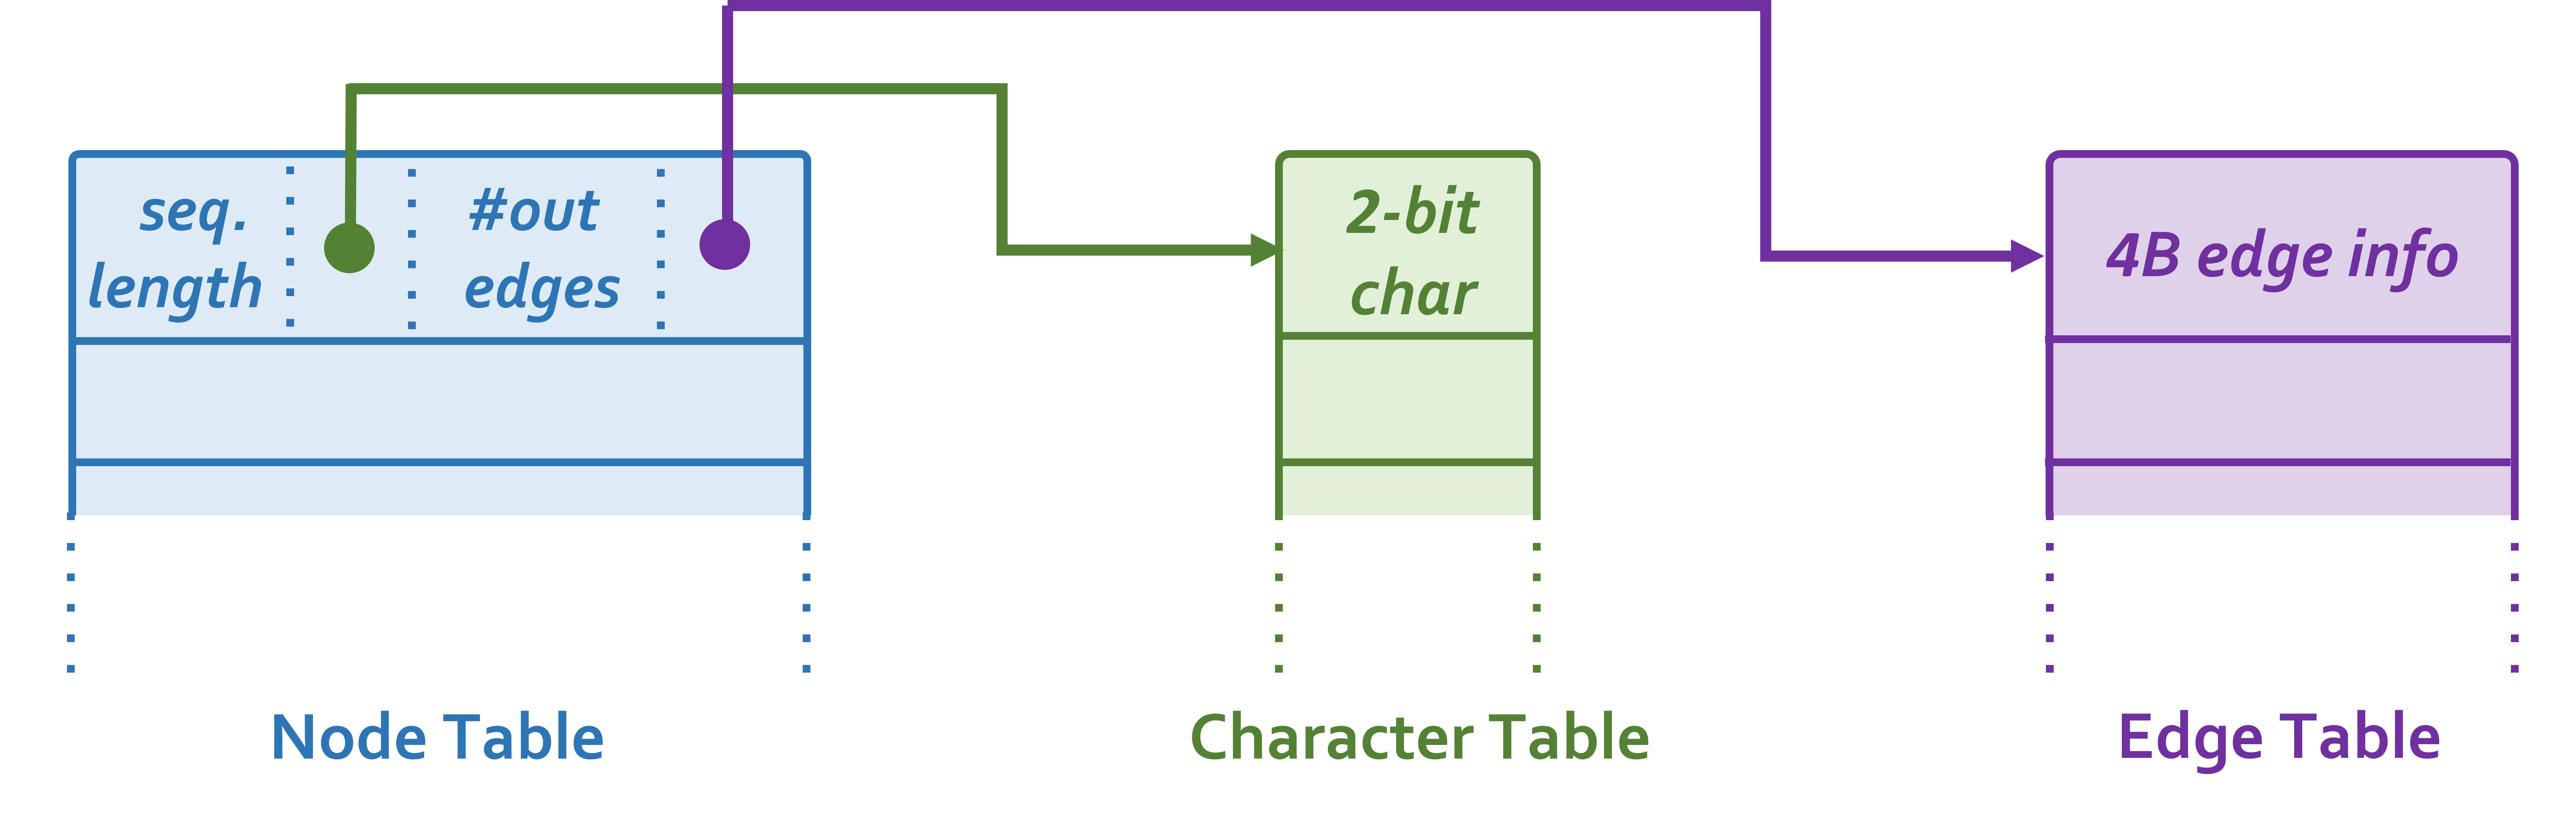 seq.
length
#out
edges
2-bit
char
4B edge info
Node Table
Character Table
Edge Table